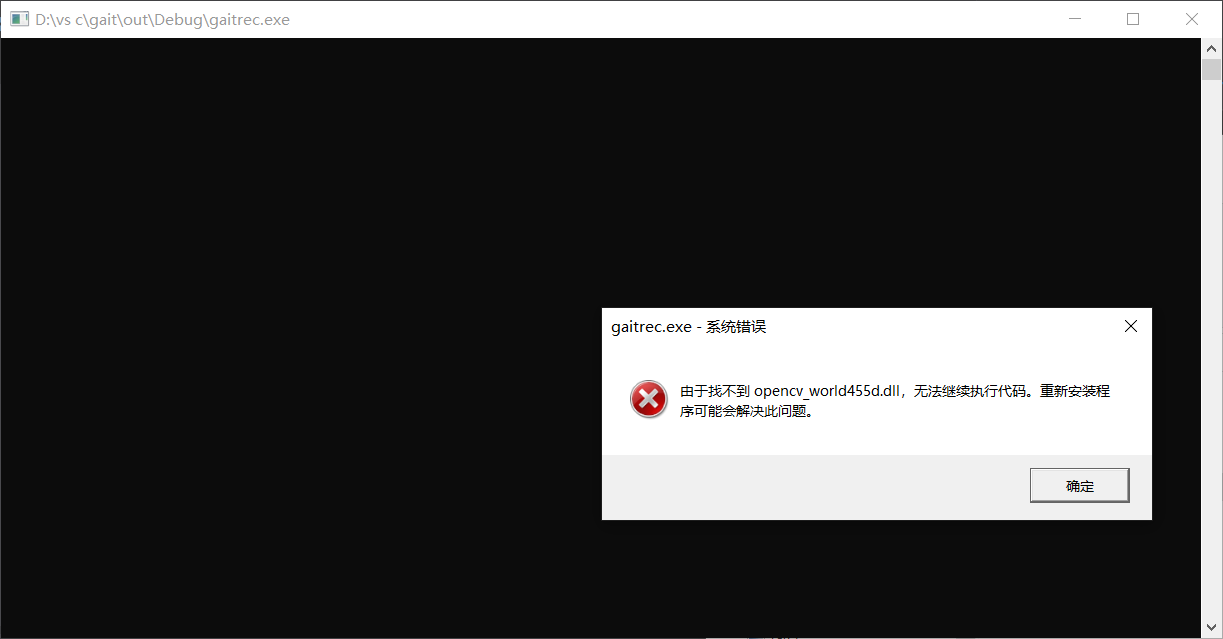 D:\vs c\gait\out\Debug\gaitrec.exe
gaitrec.exe - 系统错误
由于找不到 opencv_world455d.dll，无法继续执行代码。重新安装程
序可能会解决此问题。
确定